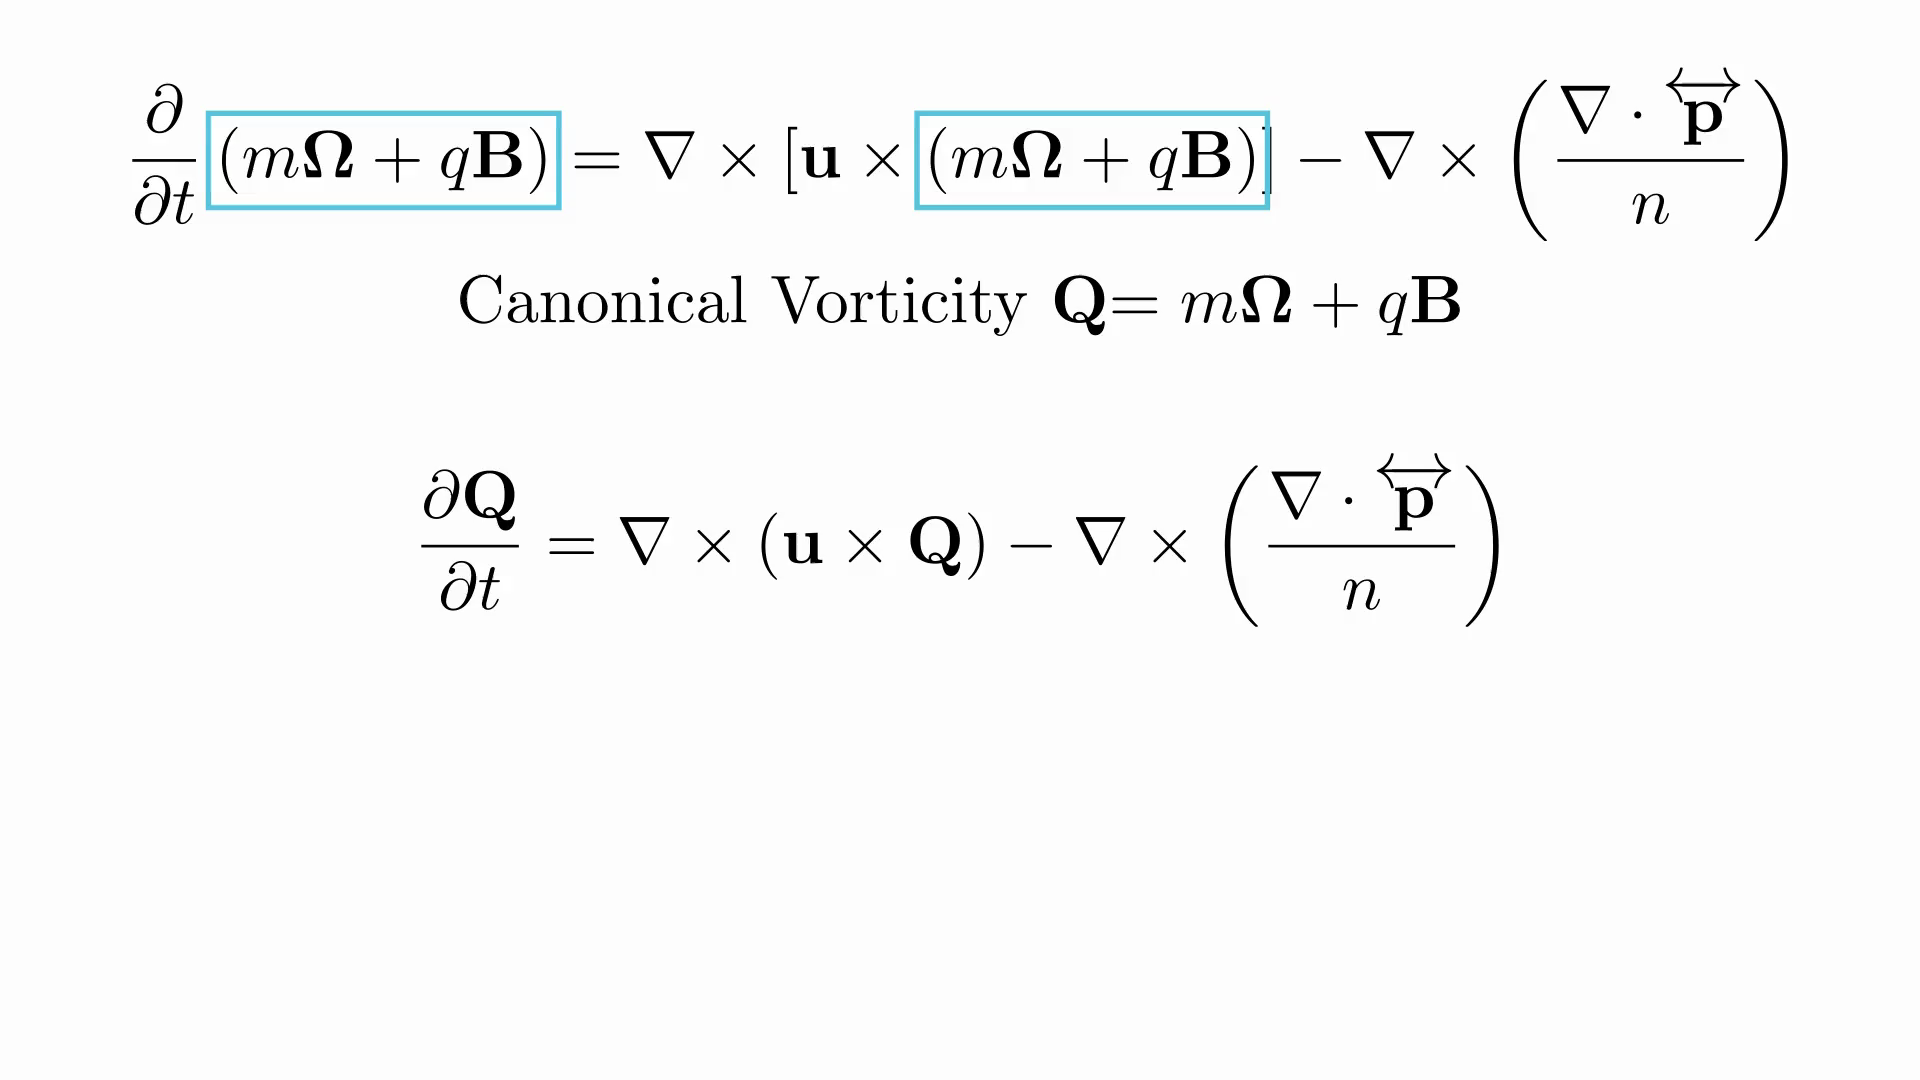 ∂/∂t (m𝛀 + q𝐁) = ∇ × [𝐮 × (m𝛀 + q𝐁)] − ∇ × (∇ · 𝐩⃡ / n)
Canonical Vorticity 𝐐= m𝛀 + q𝐁
∂𝐐/∂t = ∇ × (𝐮 × 𝐐) − ∇ × (∇ · 𝐩⃡ / n)